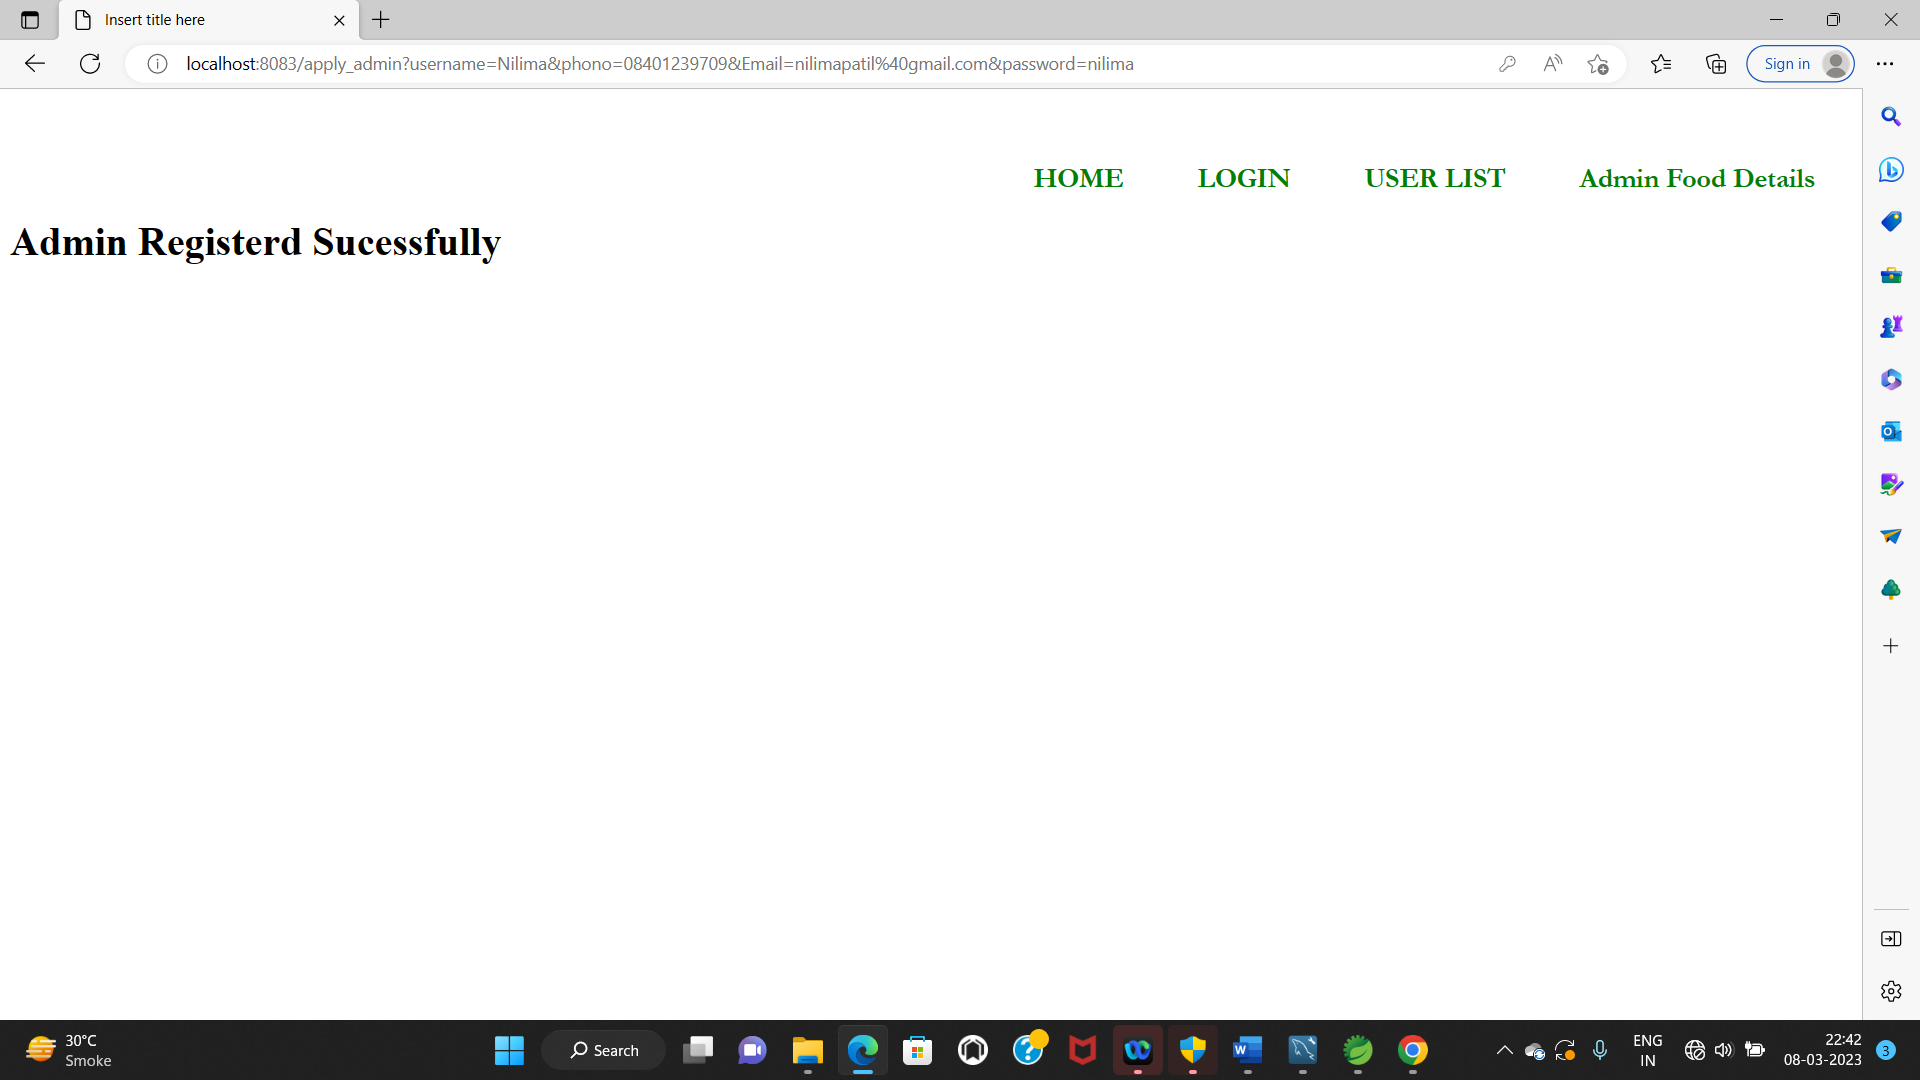 Insert title here
localhost:8083/apply_admin?username=Nilima&phono=08401239709&Email=nilimapatil%40gmail.com&password=nilima
Sign in
HOME LOGIN USER LIST Admin Food Details
Admin Registerd Sucessfully
30°C
Smoke
Search
ENG
IN
22:42
08-03-2023
3